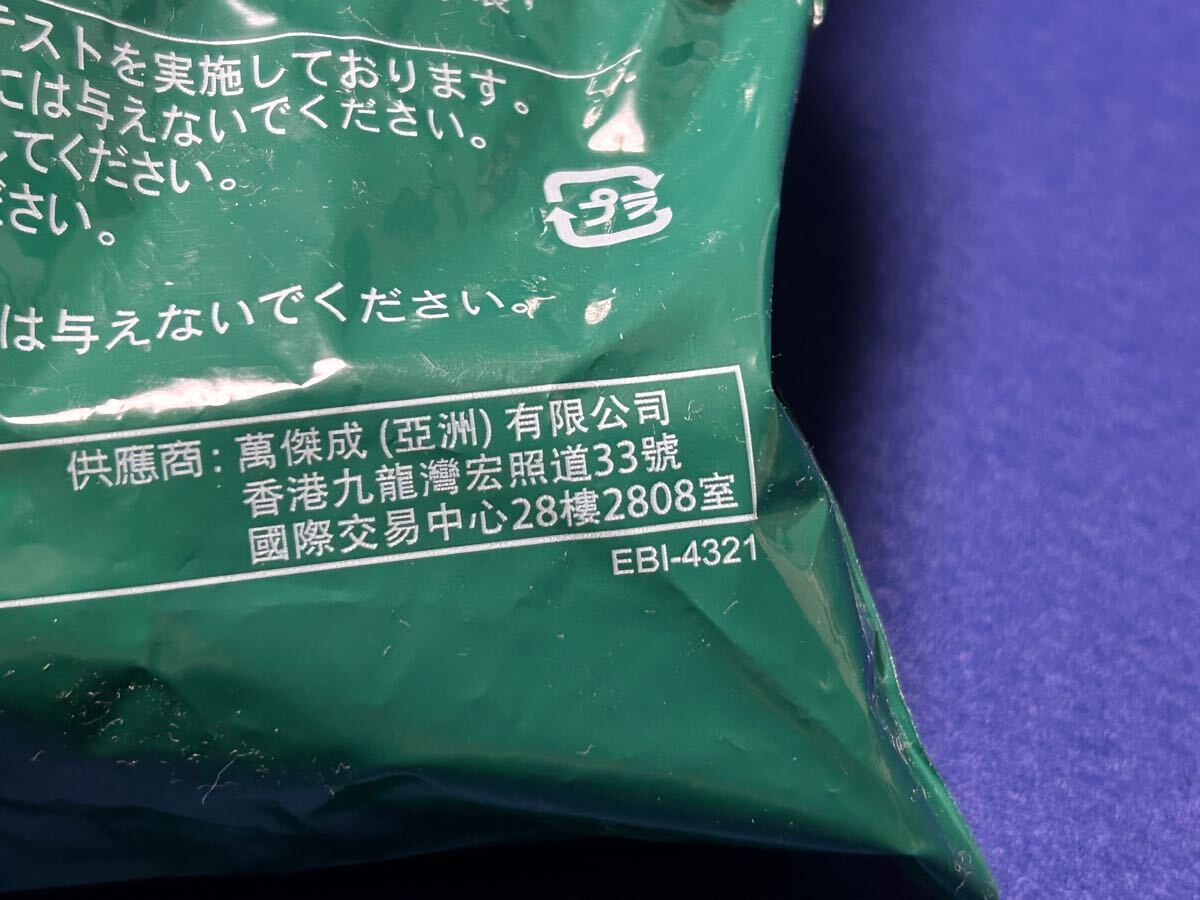 テストを実施しております。
には与えないでください。
してください。
ださい。
プラ
は与えないでください。
供應商：萬傑成 (亞洲) 有限公司
香港九龍灣宏照道33號
國際交易中心28樓2808室
EBI-4321